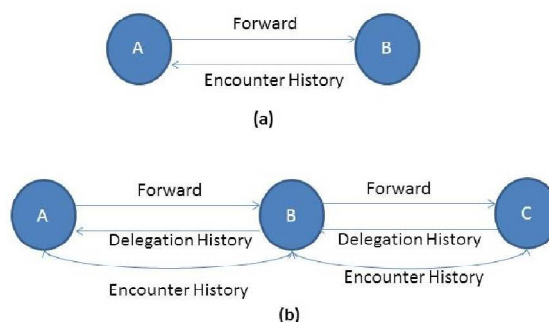 Forward
A
B
Encounter History
(a)
Forward
Forward
A
B
C
Delegation History
Delegation History
Encounter History
Encounter History
(b)